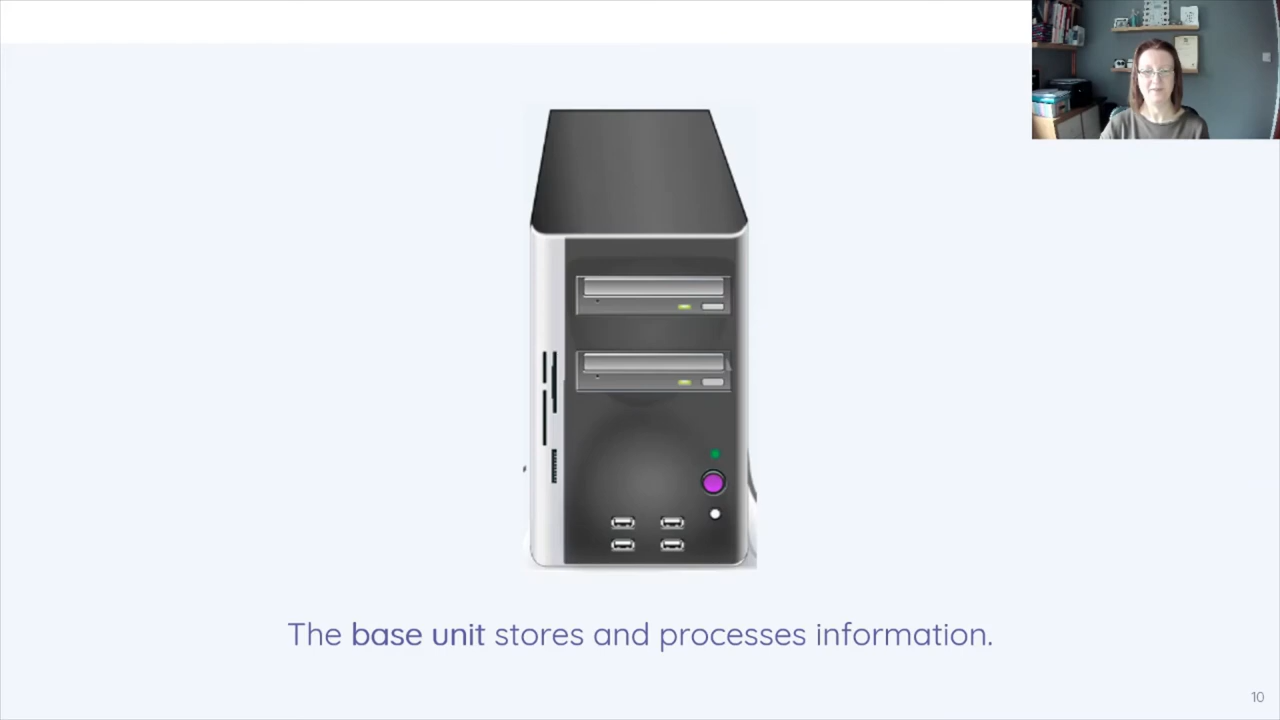 The base unit stores and processes information.
10